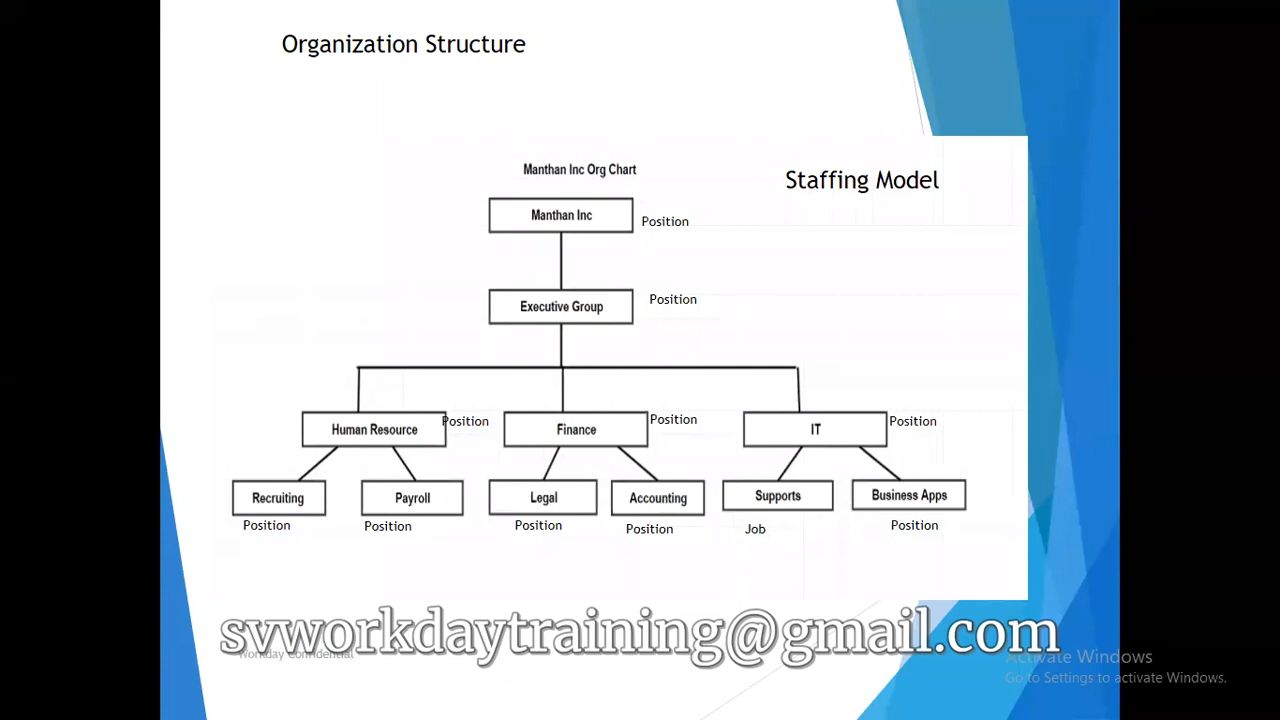 Organization Structure
Manthan Inc Org Chart
Staffing Model
Manthan Inc
Position
Executive Group
Position
Human Resource
Position
Finance
Position
IT
Position
Recruiting
Payroll
Legal
Accounting
Supports
Business Apps
Position
Position
Position
Position
Job
Position
svworkdaytraining@gmail.com
Workday Confidential
Activate Windows
Go to Settings to activate Windows.